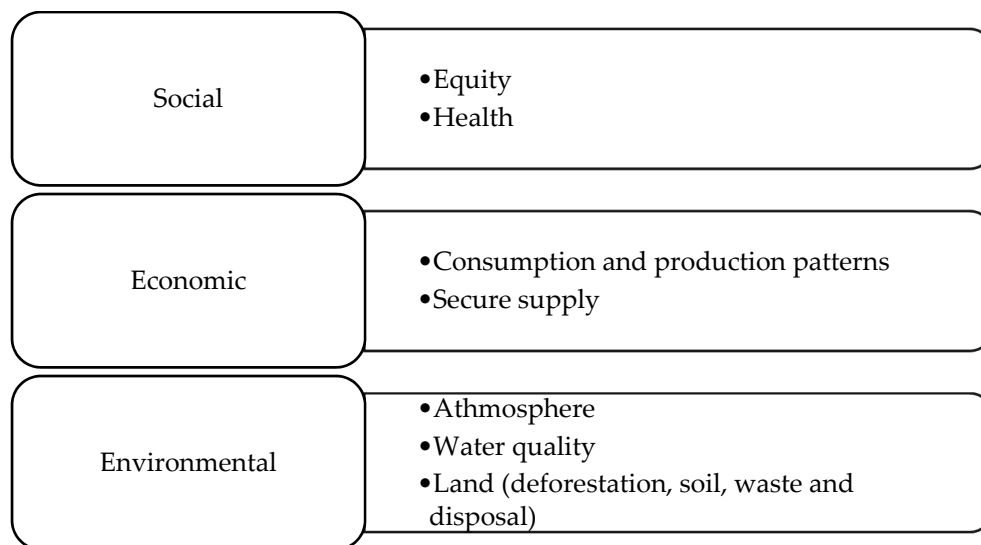 Social
•Equity
•Health
Economic
•Consumption and production patterns
•Secure supply
Environmental
•Athmosphere
•Water quality
•Land (deforestation, soil, waste and
disposal)